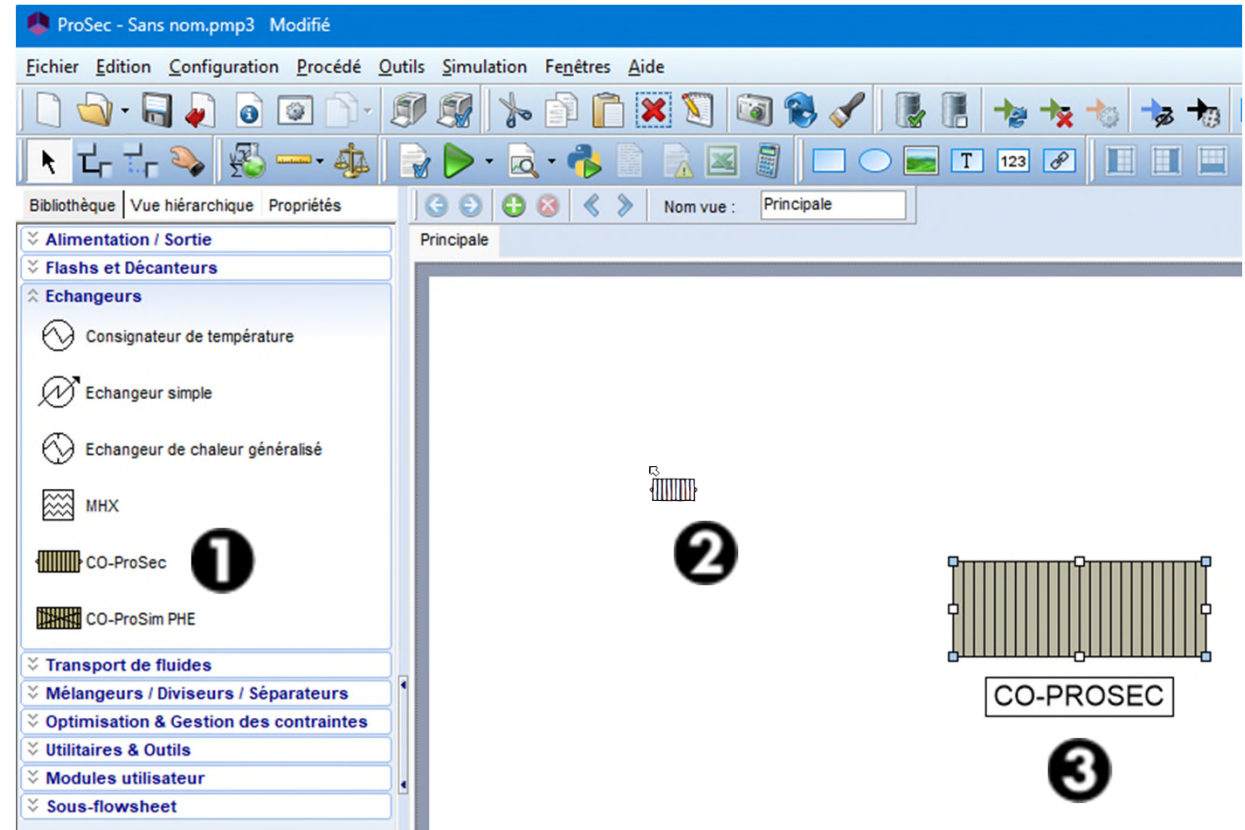 ProSec - Sans nom.pmp3 Modifié
Fichier Edition Configuration Procédé Outils Simulation Fenêtres Aide
T 123
Bibliothèque Vue hiérarchique Propriétés Nom vue : Principale
Alimentation / Sortie
Principale
Flashs et Décanteurs
Echangeurs
Consignateur de température
Echangeur simple
Echangeur de chaleur généralisé
MHX
CO-ProSec
1
2
CO-ProSim PHE
Transport de fluides
Mélangeurs / Diviseurs / Séparateurs
CO-PROSEC
Optimisation & Gestion des contraintes
Utilitaires & Outils
3
Modules utilisateur
Sous-flowsheet